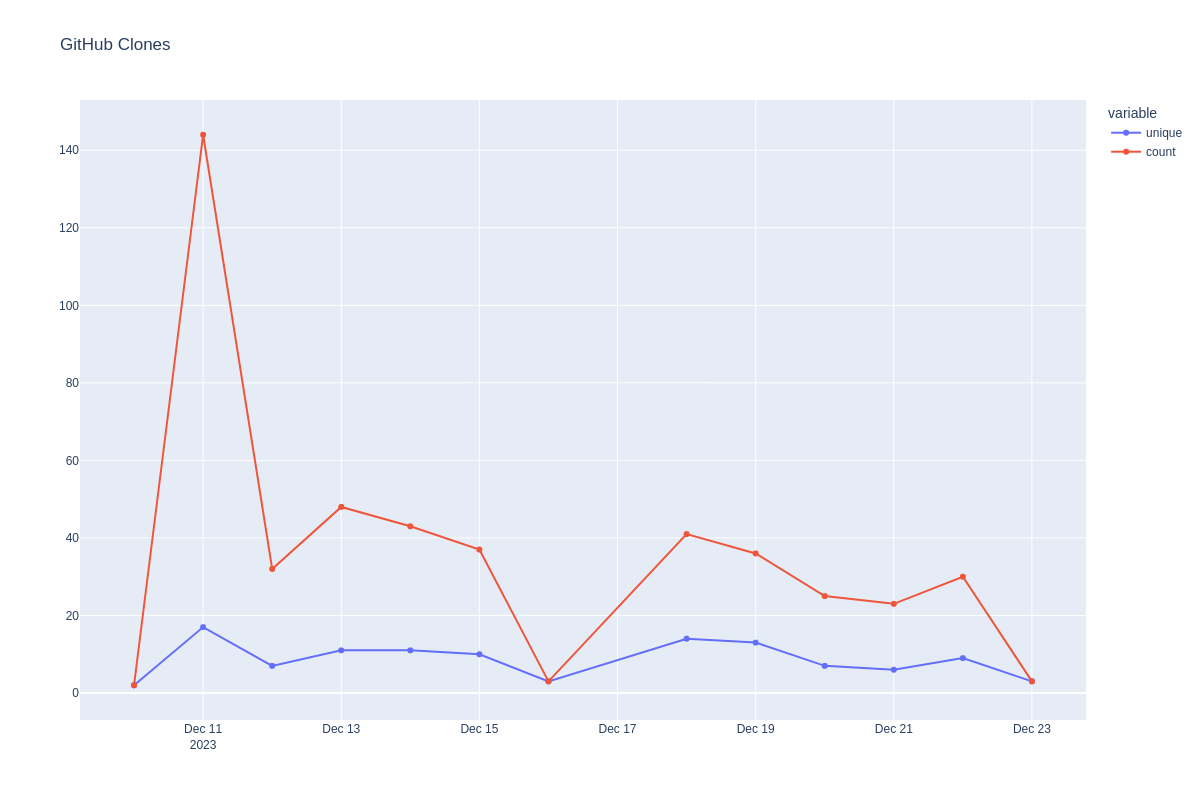 GitHub Clones
variable
unique
count
140
120
100
80
60
40
20
0
Dec 11
2023
Dec 13
Dec 15
Dec 17
Dec 19
Dec 21
Dec 23